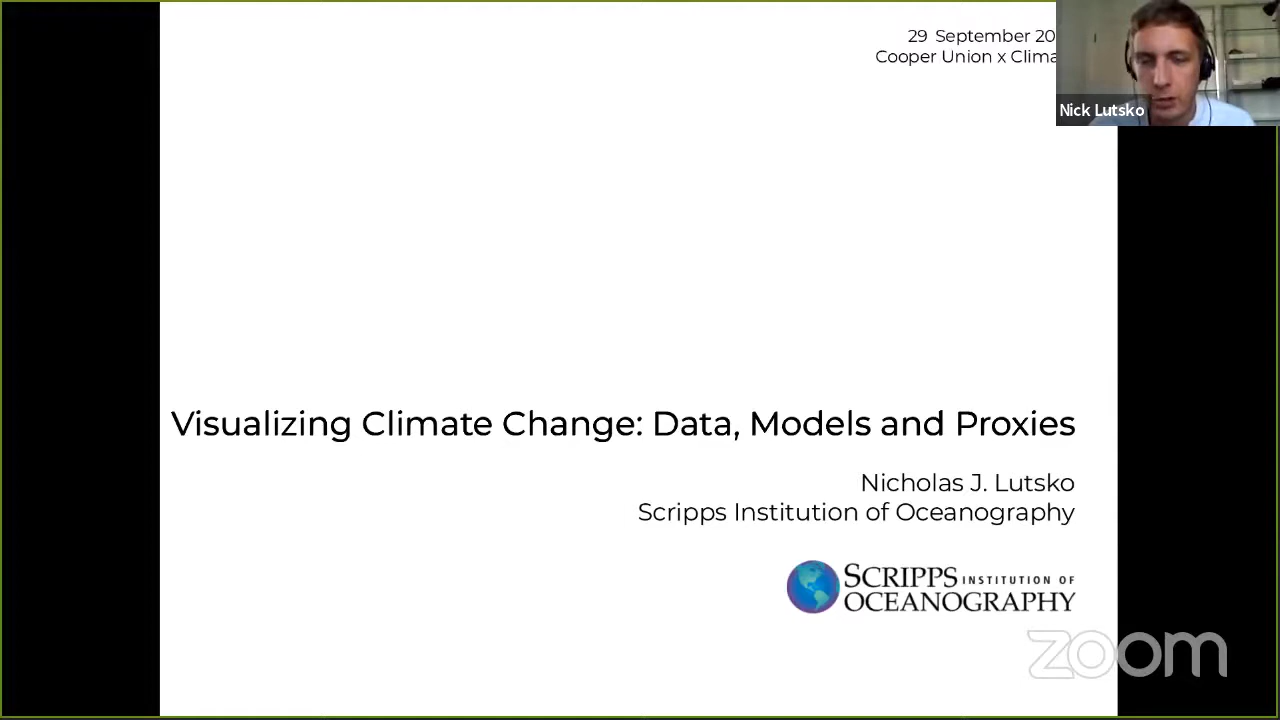 29 September 20
Cooper Union x Clima
Nick Lutsko
Visualizing Climate Change: Data, Models and Proxies
Nicholas J. Lutsko
Scripps Institution of Oceanography
SCRIPPS INSTITUTION OF
OCEANOGRAPHY
zoom